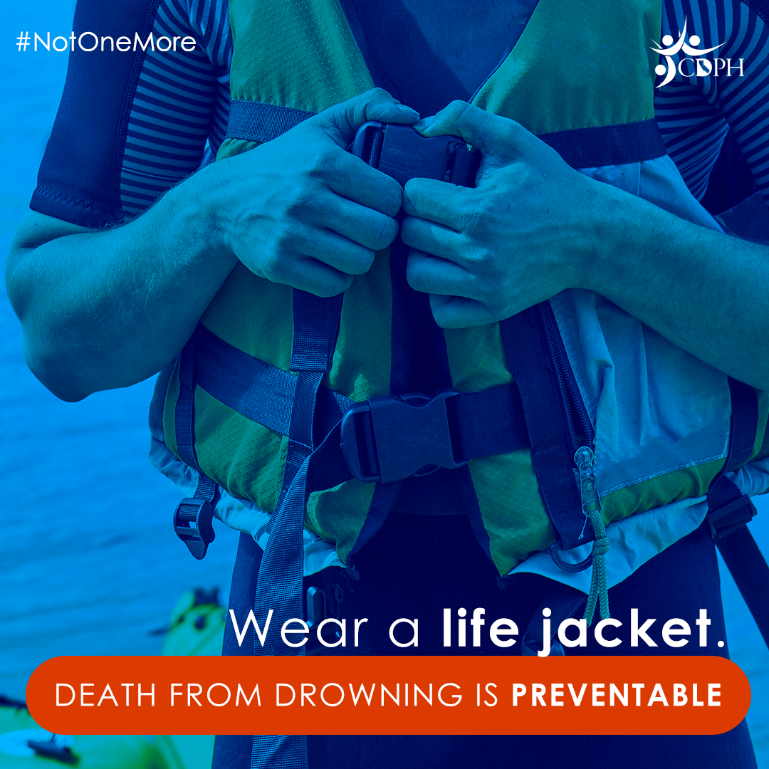 #NotOneMore
CDPH
Wear a life jacket.
DEATH FROM DROWNING IS PREVENTABLE